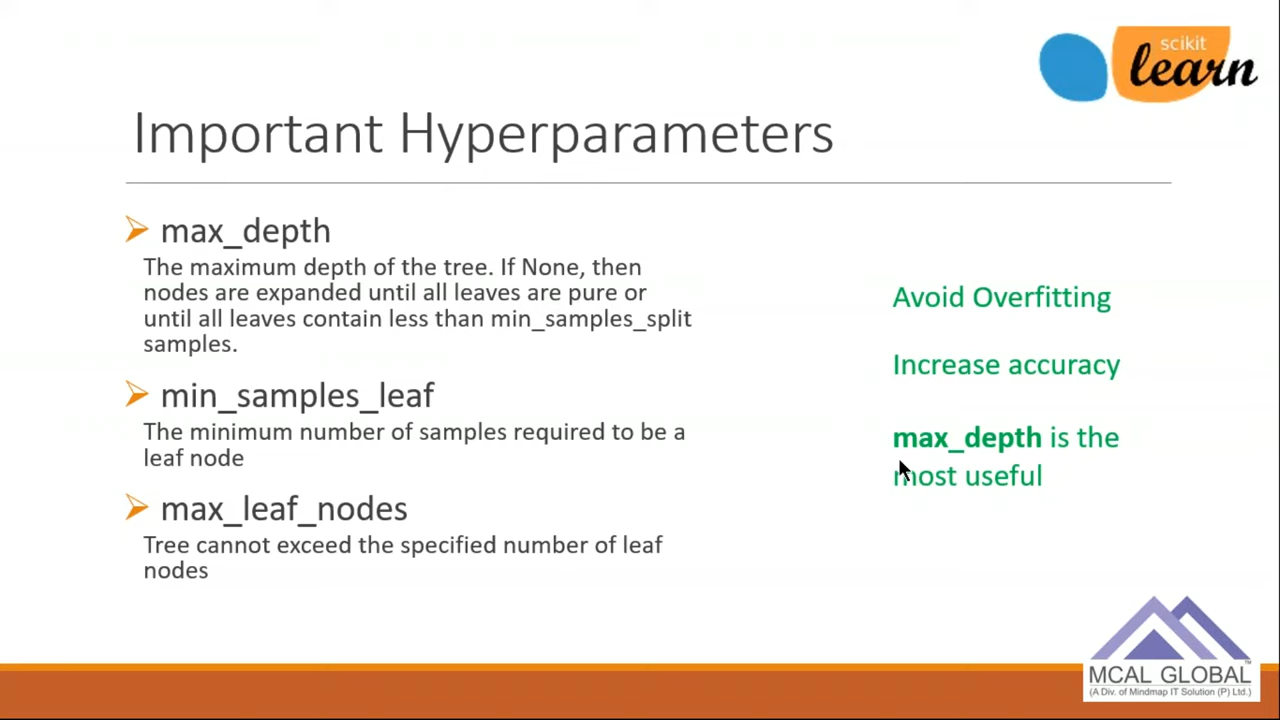 scikit
learn
Important Hyperparameters
max_depth
The maximum depth of the tree. If None, then
nodes are expanded until all leaves are pure or
until all leaves contain less than min_samples_split
samples.
min_samples_leaf
The minimum number of samples required to be a
leaf node
max_leaf_nodes
Tree cannot exceed the specified number of leaf
nodes
Avoid Overfitting
Increase accuracy
max_depth is the
most useful
MCAL GLOBAL™
(A Div. of Mindmap IT Solution (P) Ltd.)